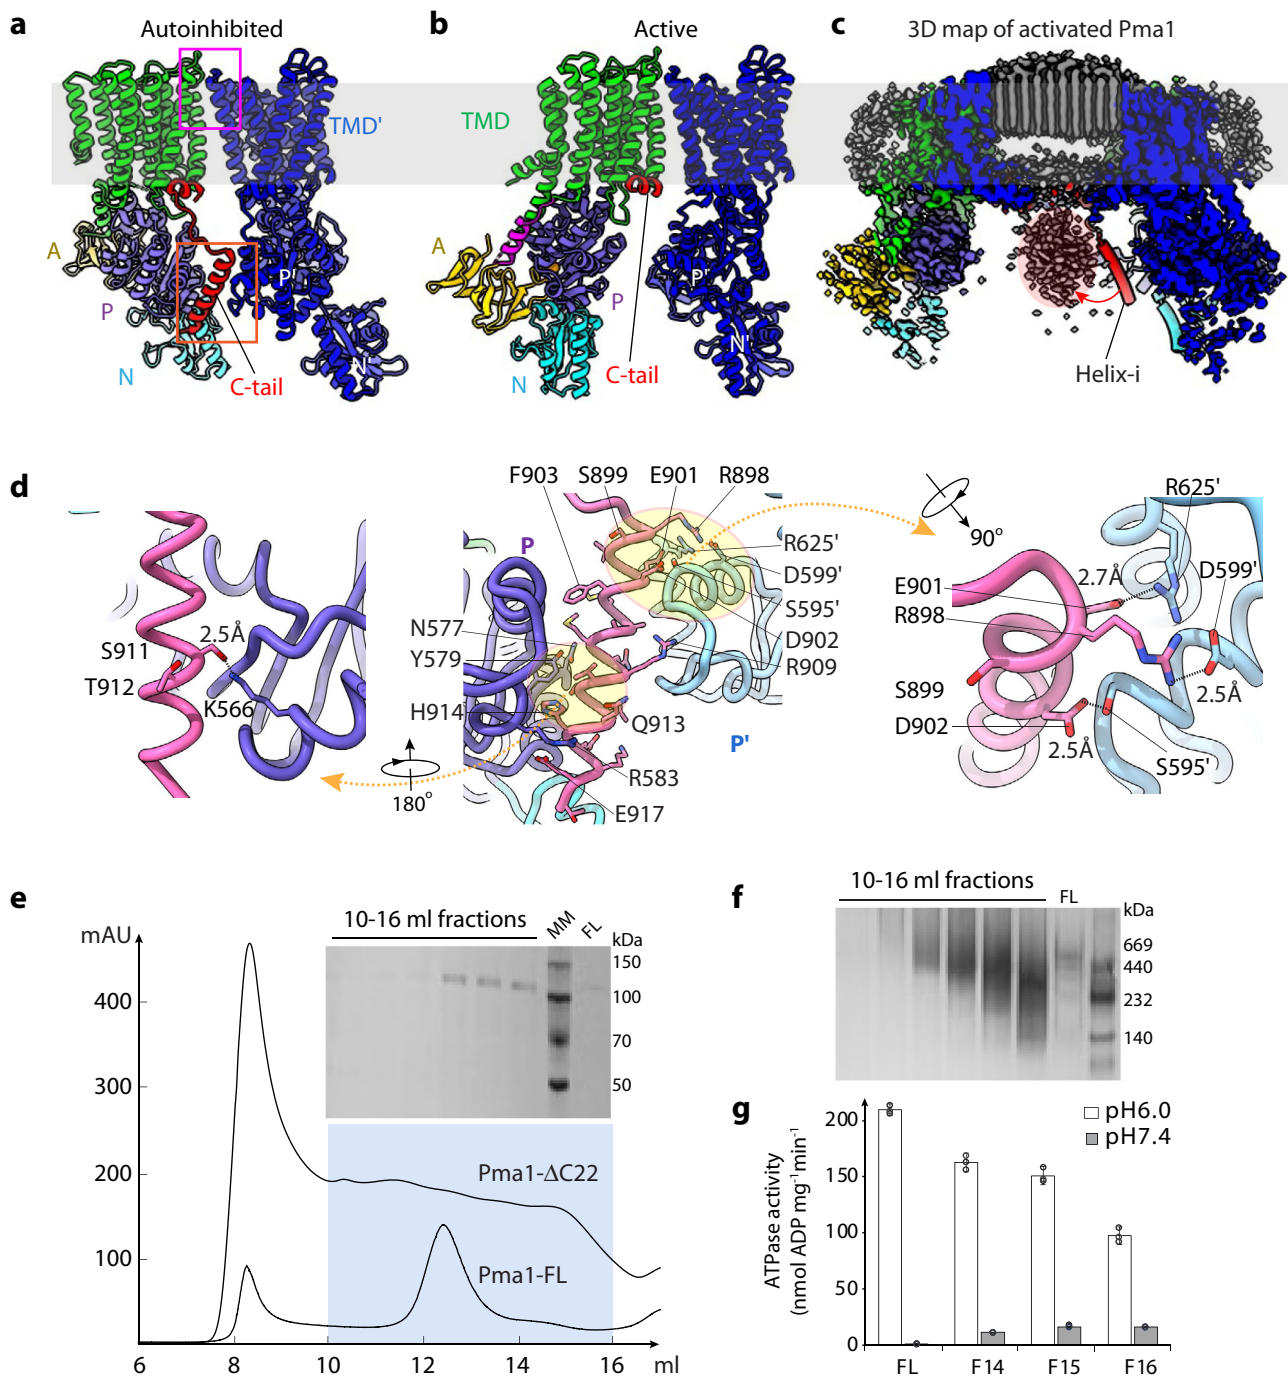 a
Autoinhibited
TMD'
A
P
P'
N
N'
C-tail
b
Active
TMD
A
P
P'
N
N'
C-tail
c
3D map of activated Pma1
Helix-i
d
S911
T912
2.5Å
K566
180°
F903 S899 E901 R898
P
R625'
D599'
S595'
D902
R909
N577
Y579
H914
Q913
P'
R583
E917
90°
R625'
E901
2.7Å
D599'
R898
S899
D902
2.5Å
2.5Å
S595'
e
mAU
400
300
200
100
6 8 10 12 14 16 ml
10-16 ml fractions
MM FL
kDa
150
100
70
50
Pma1-ΔC22
Pma1-FL
f
10-16 ml fractions
FL
kDa
669
440
232
140
g
ATPase activity
(nmol ADP mg⁻¹min⁻¹
200
150
100
50
0
pH6.0
pH7.4
FL F14 F15 F16